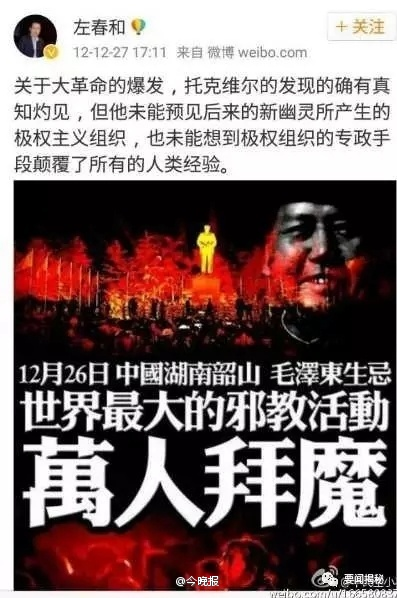 左春和
12-12-27 17:11 来自 微博 weibo.com
+ 关注
关于大革命的爆发，托克维尔的发现的确有真
知灼见，但他未能预见后来的新幽灵所产生的
极权主义组织，也未能想到极权组织的专政手
段颠覆了所有的人类经验。
12月26日 中國湖南韶山 毛澤東生忌
世界最大的邪教活動
萬人拜魔
@今晚报
要闻揭秘